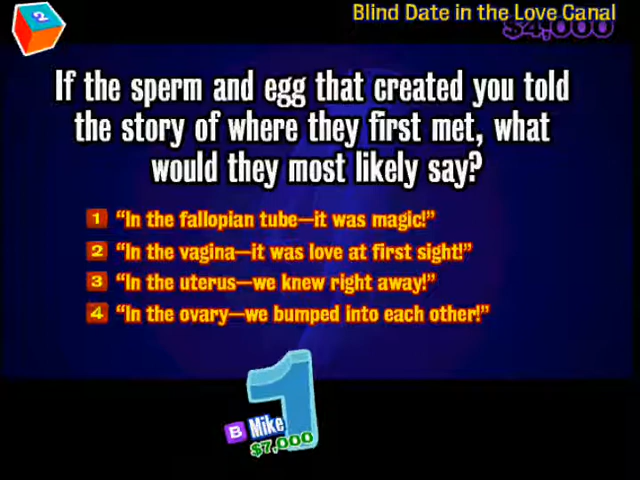 2
Blind Date in the Love Canal
$4,000
If the sperm and egg that created you told
the story of where they first met, what
would they most likely say?
1 “In the fallopian tube—it was magic!”
2 “In the vagina—it was love at first sight!”
3 “In the uterus—we knew right away!”
4 “In the ovary—we bumped into each other!”
1
B Mike
$7,000